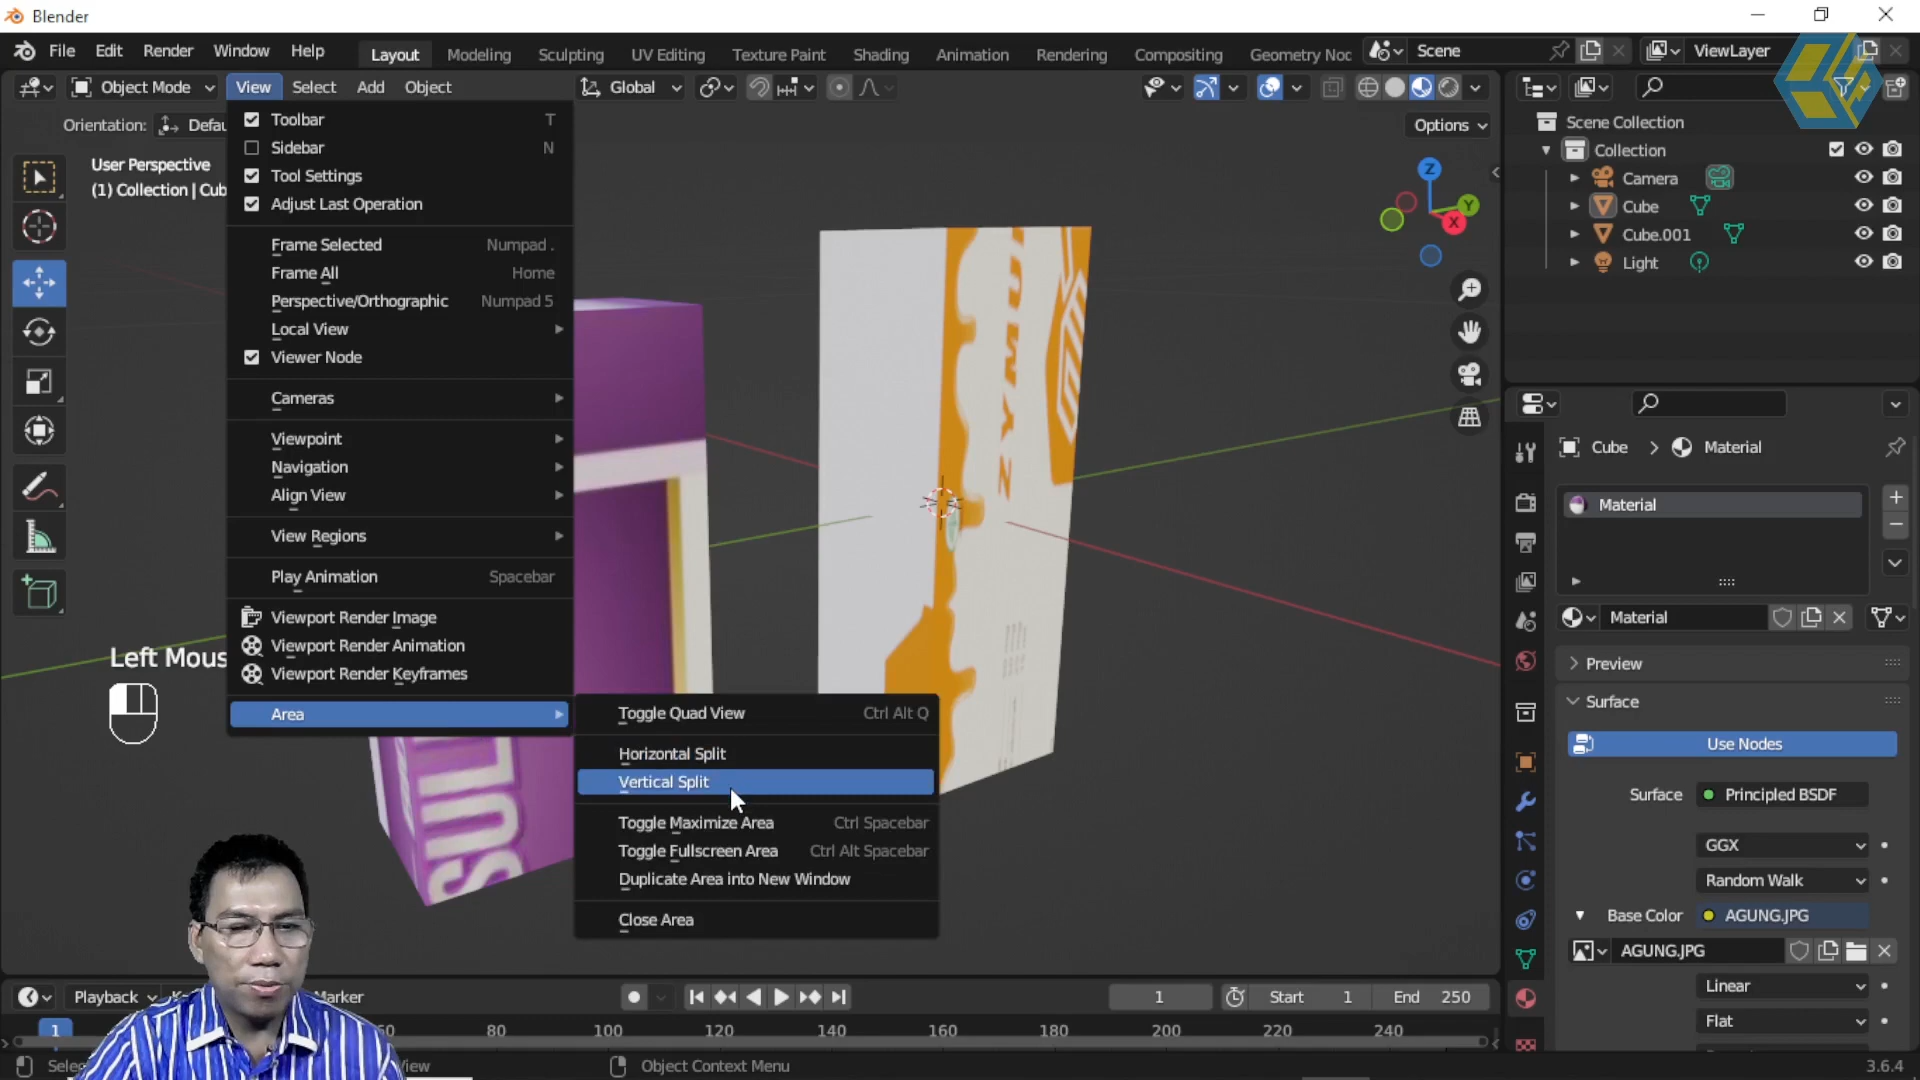 Blender
File Edit Render Window Help Layout Modeling Sculpting UV Editing Texture Paint Shading Animation Rendering Compositing Geometry Noc Scene ViewLayer
Object Mode View Select Add Object Global
Orientation: Defau Options
User Perspective
(1) Collection | Cub
Toolbar T
Sidebar N
Tool Settings
Adjust Last Operation
Frame Selected Numpad .
Frame All Home
Perspective/Orthographic Numpad 5
Local View
Viewer Node
Cameras
Viewpoint
Navigation
Align View
View Regions
Play Animation Spacebar
Viewport Render Image
Viewport Render Animation
Viewport Render Keyframes
Area
Toggle Quad View Ctrl Alt Q
Horizontal Split
Vertical Split
Toggle Maximize Area Ctrl Spacebar
Toggle Fullscreen Area Ctrl Alt Spacebar
Duplicate Area into New Window
Close Area
Left Mous
ZYMU
SUL
Z
Y
X
Scene Collection
Collection
Camera
Cube
Cube.001
Light
Cube > Material
Material
Material
Preview
Surface
Use Nodes
Surface Principled BSDF
GGX
Random Walk
Base Color AGUNG.JPG
AGUNG.JPG
Linear
Flat
Playback Marker 1 Start 1 End 250
1 80 100 120 140 160 180 200 220 240
Object Context Menu 3.6.4